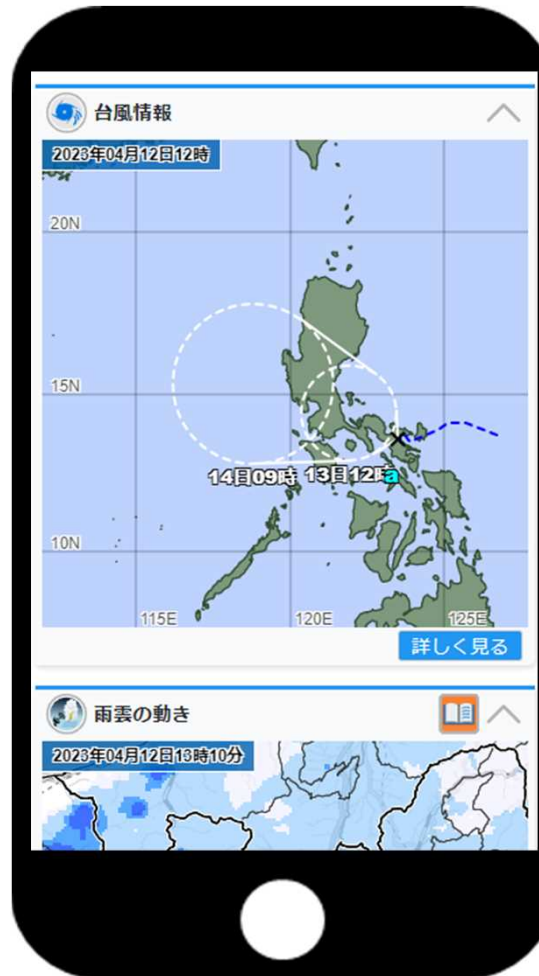 台風情報
2023年04月12日12時
20N
15N
14日09時 13日12時
a
10N
115E 120E 125E
詳しく見る
雨雲の動き
2023年04月12日13時10分